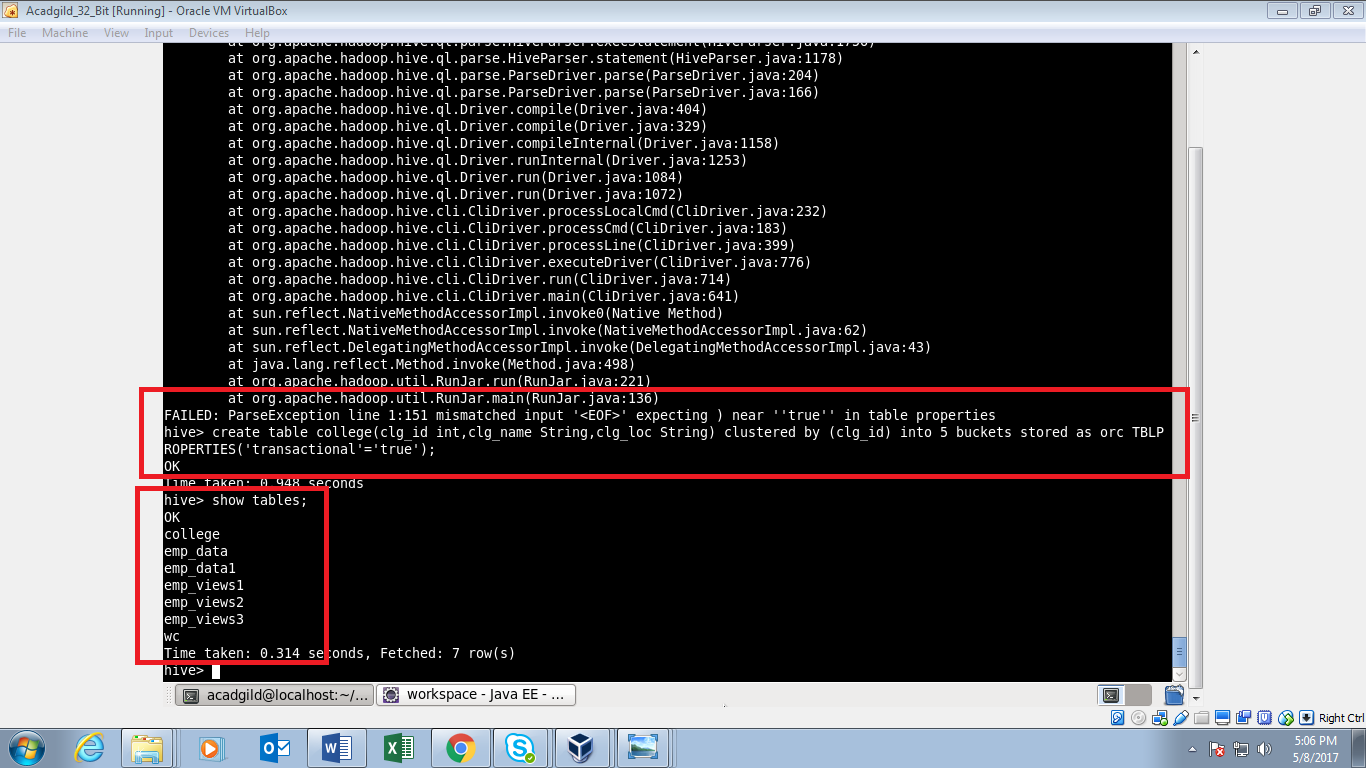 Acadgild_32_Bit [Running] - Oracle VM VirtualBox
File Machine View Input Devices Help
at org.apache.hadoop.hive.ql.parse.HiveParser.execStatement(HiveParser.java:1736)
at org.apache.hadoop.hive.ql.parse.HiveParser.statement(HiveParser.java:1178)
at org.apache.hadoop.hive.ql.parse.ParseDriver.parse(ParseDriver.java:204)
at org.apache.hadoop.hive.ql.parse.ParseDriver.parse(ParseDriver.java:166)
at org.apache.hadoop.hive.ql.Driver.compile(Driver.java:404)
at org.apache.hadoop.hive.ql.Driver.compile(Driver.java:329)
at org.apache.hadoop.hive.ql.Driver.compileInternal(Driver.java:1158)
at org.apache.hadoop.hive.ql.Driver.runInternal(Driver.java:1253)
at org.apache.hadoop.hive.ql.Driver.run(Driver.java:1084)
at org.apache.hadoop.hive.ql.Driver.run(Driver.java:1072)
at org.apache.hadoop.hive.cli.CliDriver.processLocalCmd(CliDriver.java:232)
at org.apache.hadoop.hive.cli.CliDriver.processCmd(CliDriver.java:183)
at org.apache.hadoop.hive.cli.CliDriver.processLine(CliDriver.java:399)
at org.apache.hadoop.hive.cli.CliDriver.executeDriver(CliDriver.java:776)
at org.apache.hadoop.hive.cli.CliDriver.run(CliDriver.java:714)
at org.apache.hadoop.hive.cli.CliDriver.main(CliDriver.java:641)
at sun.reflect.NativeMethodAccessorImpl.invoke0(Native Method)
at sun.reflect.NativeMethodAccessorImpl.invoke(NativeMethodAccessorImpl.java:62)
at sun.reflect.DelegatingMethodAccessorImpl.invoke(DelegatingMethodAccessorImpl.java:43)
at java.lang.reflect.Method.invoke(Method.java:498)
at org.apache.hadoop.util.RunJar.run(RunJar.java:221)
at org.apache.hadoop.util.RunJar.main(RunJar.java:136)
FAILED: ParseException line 1:151 mismatched input '<EOF>' expecting ) near ''true'' in table properties
hive> create table college(clg_id int,clg_name String,clg_loc String) clustered by (clg_id) into 5 buckets stored as orc TBLP
ROPERTIES('transactional'='true');
OK
Time taken: 0.948 seconds
hive> show tables;
OK
college
emp_data
emp_data1
emp_views1
emp_views2
emp_views3
wc
Time taken: 0.314 seconds, Fetched: 7 row(s)
hive>
acadgild@localhost:~/...
workspace - Java EE - ...
Right Ctrl
5:06 PM
5/8/2017